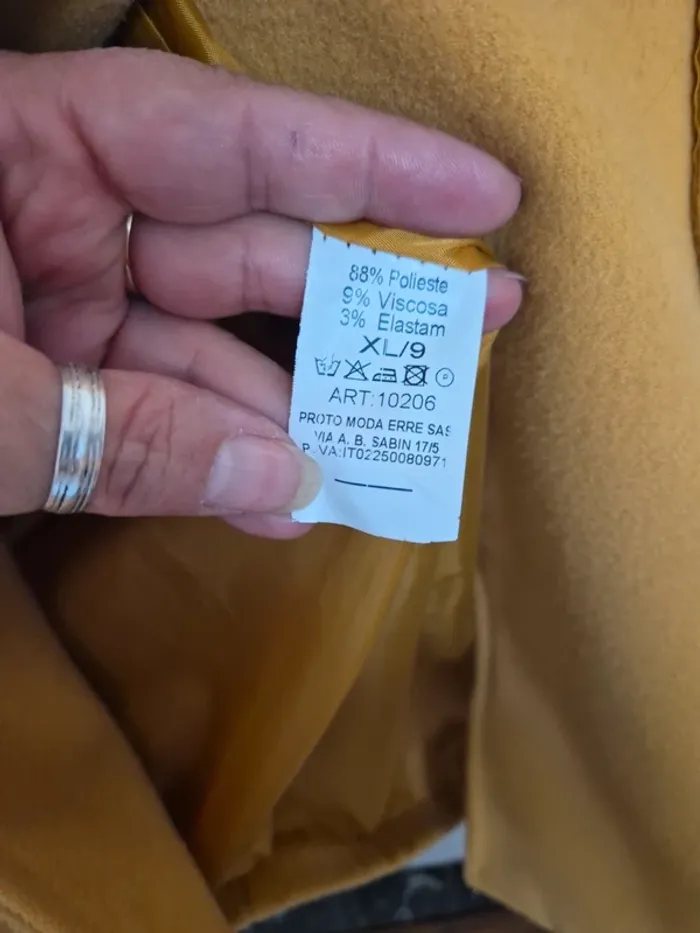 88% Polieste
9% Viscosa
3% Elastam
XL/9
P
ART:10206
PROTO MODA ERRE SAS
VIA A. B. SABIN 17/5
P.IVA:IT02250080971